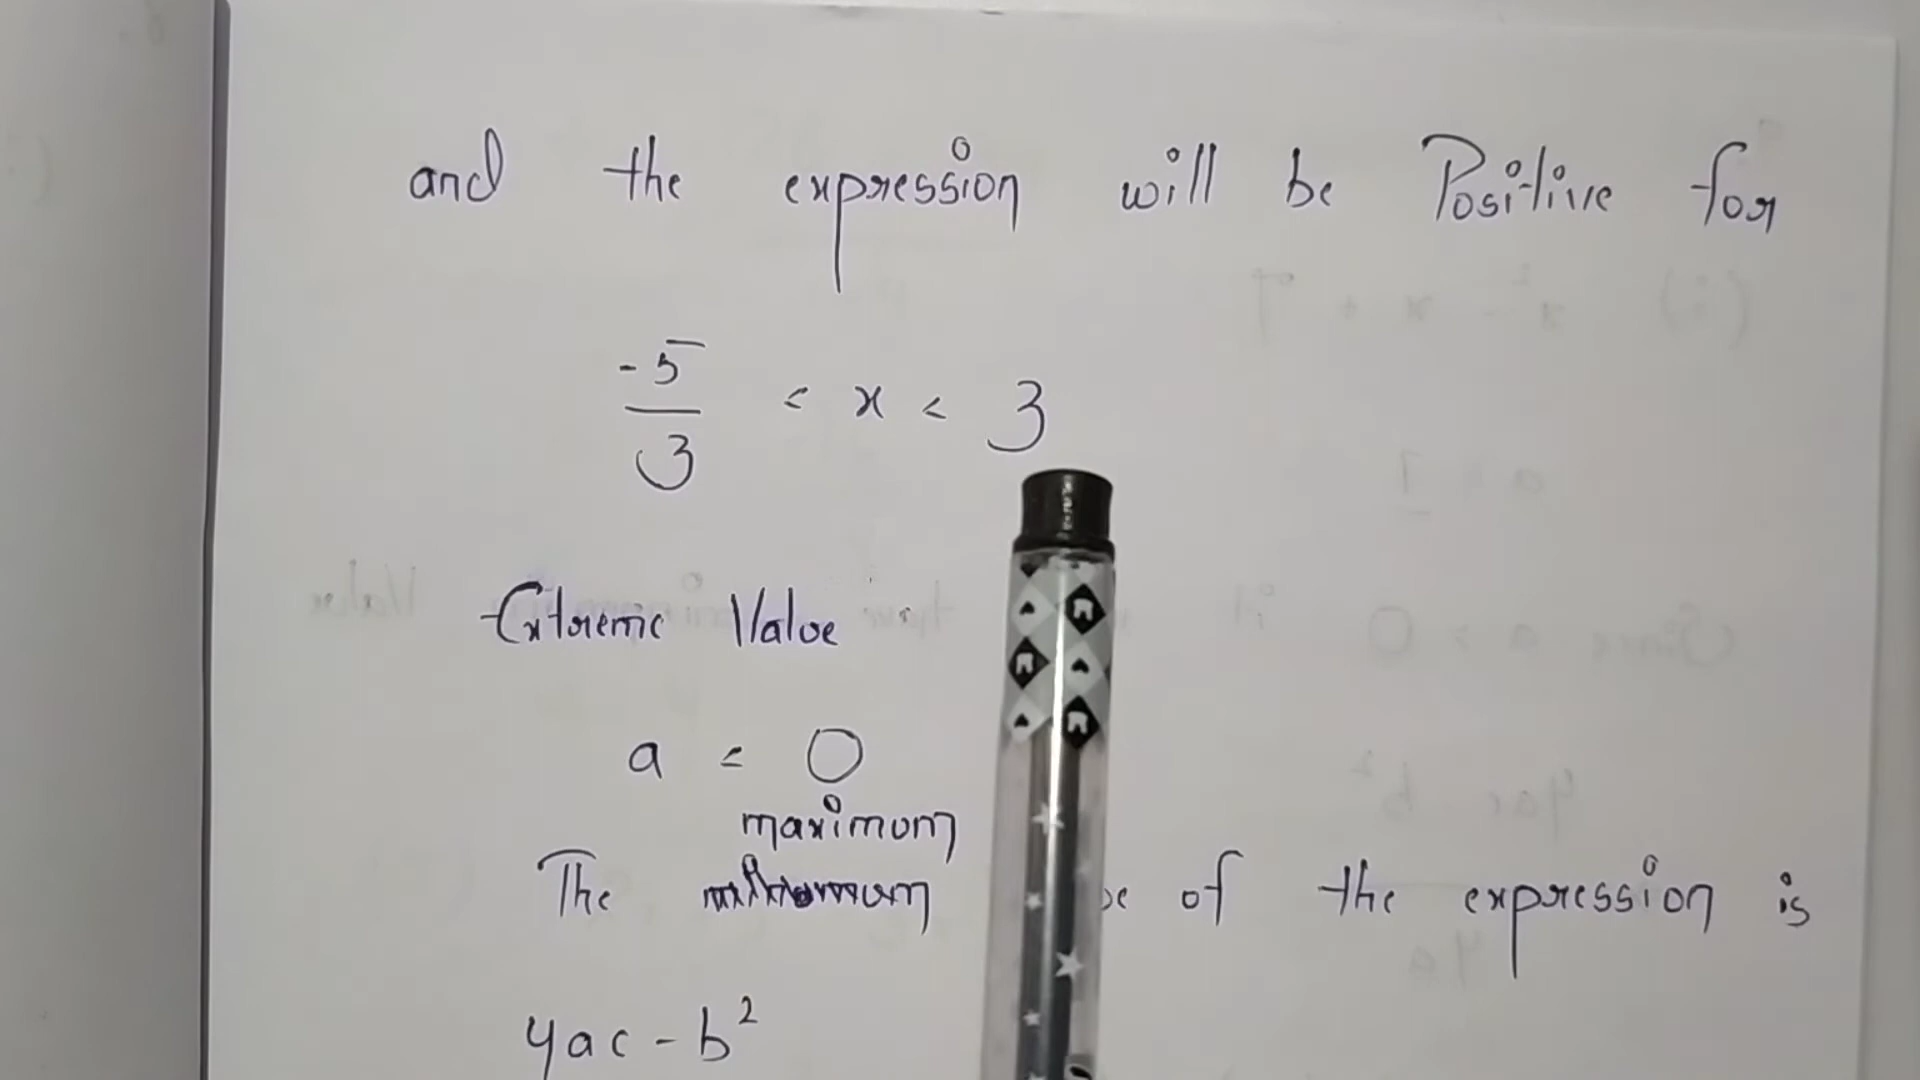 and the expression will be Positive for
-5/3 < x < 3
Extreme Value
a < 0
maximum
The of the expression is
4ac - b²